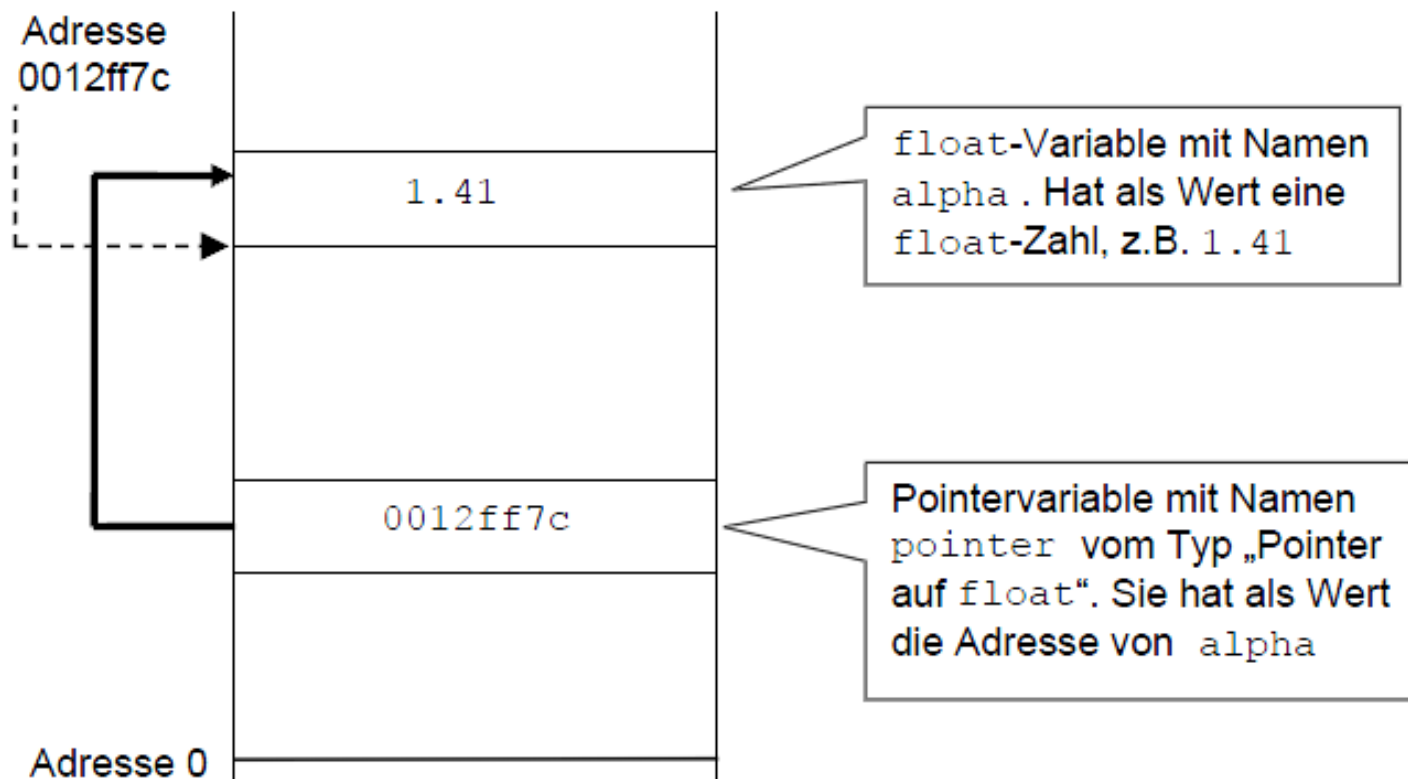 Adresse
0012ff7c
1.41
float-Variable mit Namen
alpha . Hat als Wert eine
float-Zahl, z.B. 1.41
0012ff7c
Pointervariable mit Namen
pointer vom Typ „Pointer
auf float“. Sie hat als Wert
die Adresse von alpha
Adresse 0